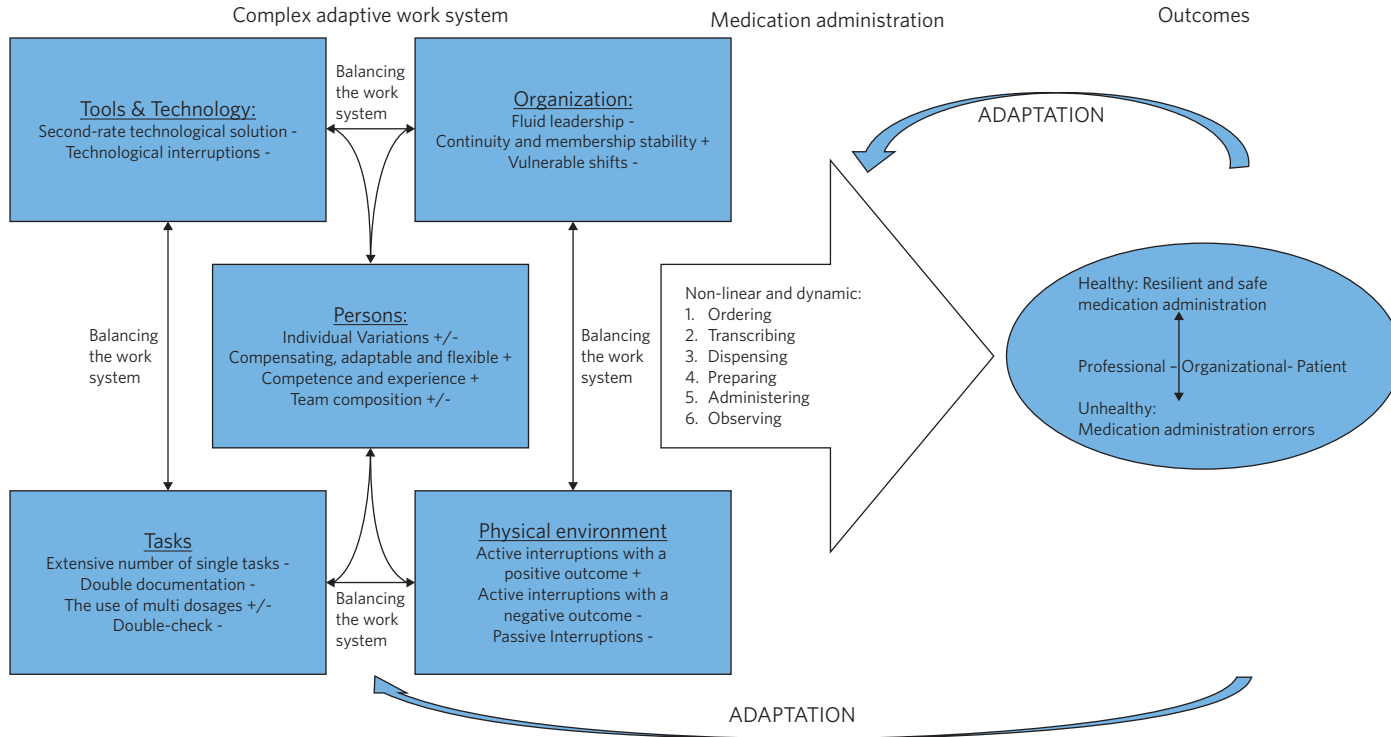 Complex adaptive work system
Medication administration
Outcomes
Tools & Technology:
Second-rate technological solution -
Technological interruptions -
Balancing
the work
system
Organization:
Fluid leadership -
Continuity and membership stability +
Vulnerable shifts -
ADAPTATION
Balancing
the work
system
Persons:
Individual Variations +/-
Compensating, adaptable and flexible +
Competence and experience +
Team composition +/-
Balancing
the work
system
Non-linear and dynamic:
1. Ordering
2. Transcribing
3. Dispensing
4. Preparing
5. Administering
6. Observing
Healthy: Resilient and safe
medication administration
Professional – Organizational- Patient
Unhealthy:
Medication administration errors
Tasks
Extensive number of single tasks -
Double documentation -
The use of multi dosages +/-
Double-check -
Balancing
the work
system
Physical environment
Active interruptions with a
positive outcome +
Active interruptions with a
negative outcome -
Passive Interruptions -
ADAPTATION